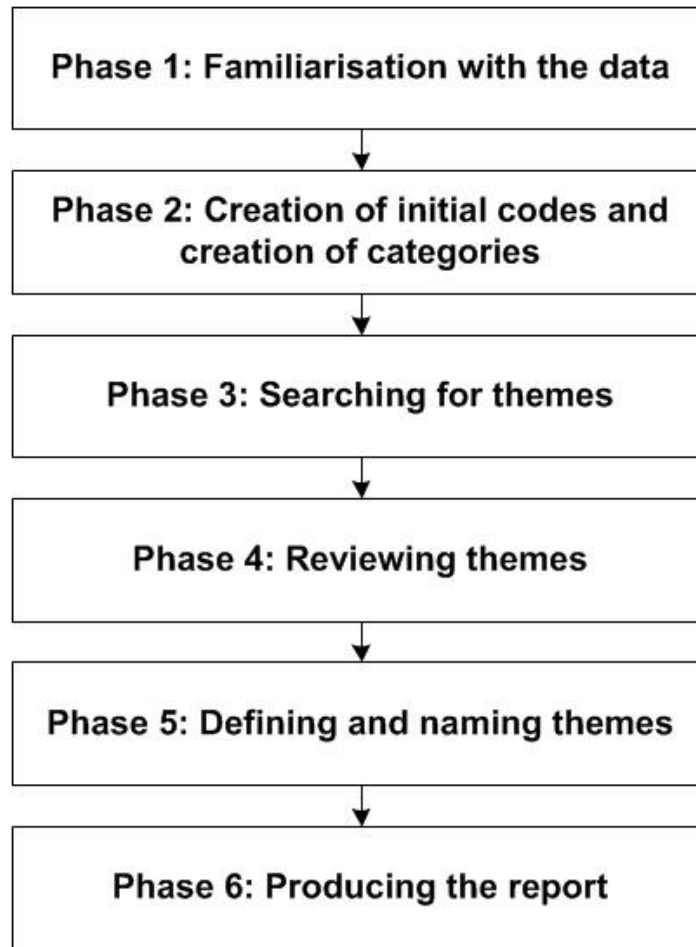 Phase 1: Familiarisation with the data
Phase 2: Creation of initial codes and
creation of categories
Phase 3: Searching for themes
Phase 4: Reviewing themes
Phase 5: Defining and naming themes
Phase 6: Producing the report